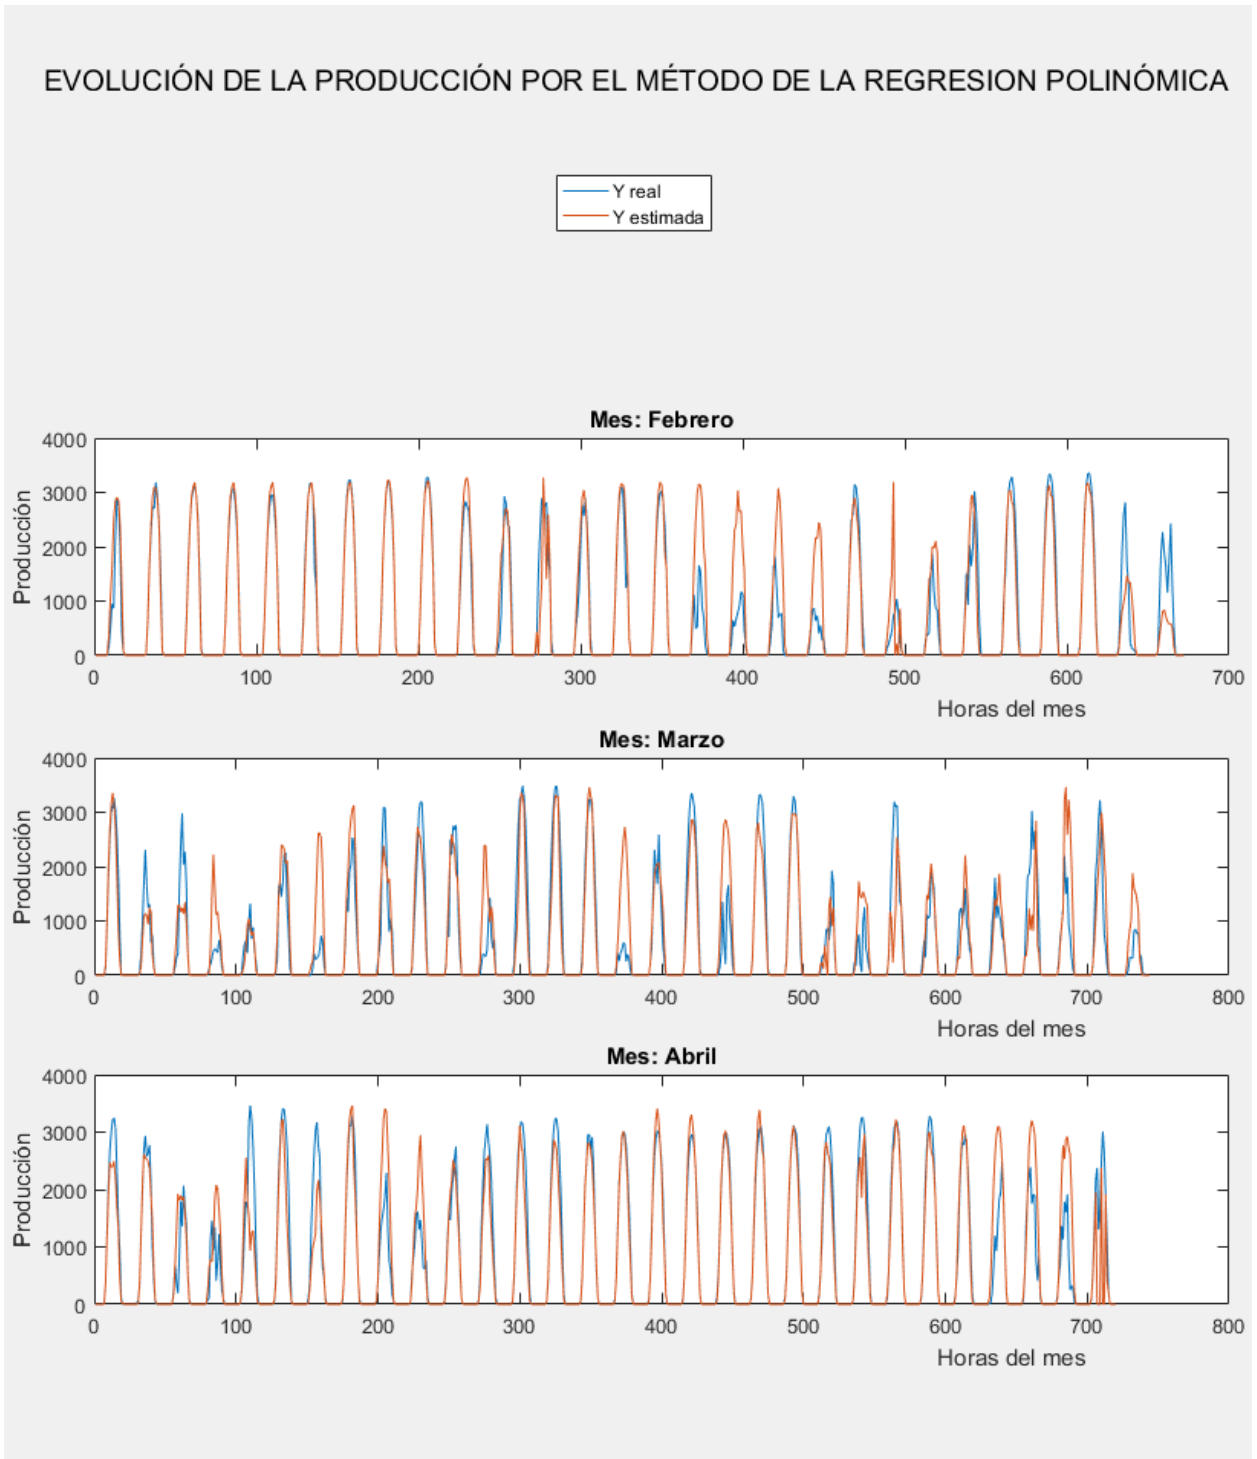 EVOLUCIÓN DE LA PRODUCCIÓN POR EL MÉTODO DE LA REGRESION POLINÓMICA
Y real
Y estimada
Mes: Febrero
Producción
4000
3000
2000
1000
0
0 100 200 300 400 500 600 700
Horas del mes
Mes: Marzo
Producción
4000
3000
2000
1000
0
0 100 200 300 400 500 600 700 800
Horas del mes
Mes: Abril
Producción
4000
3000
2000
1000
0
0 100 200 300 400 500 600 700 800
Horas del mes